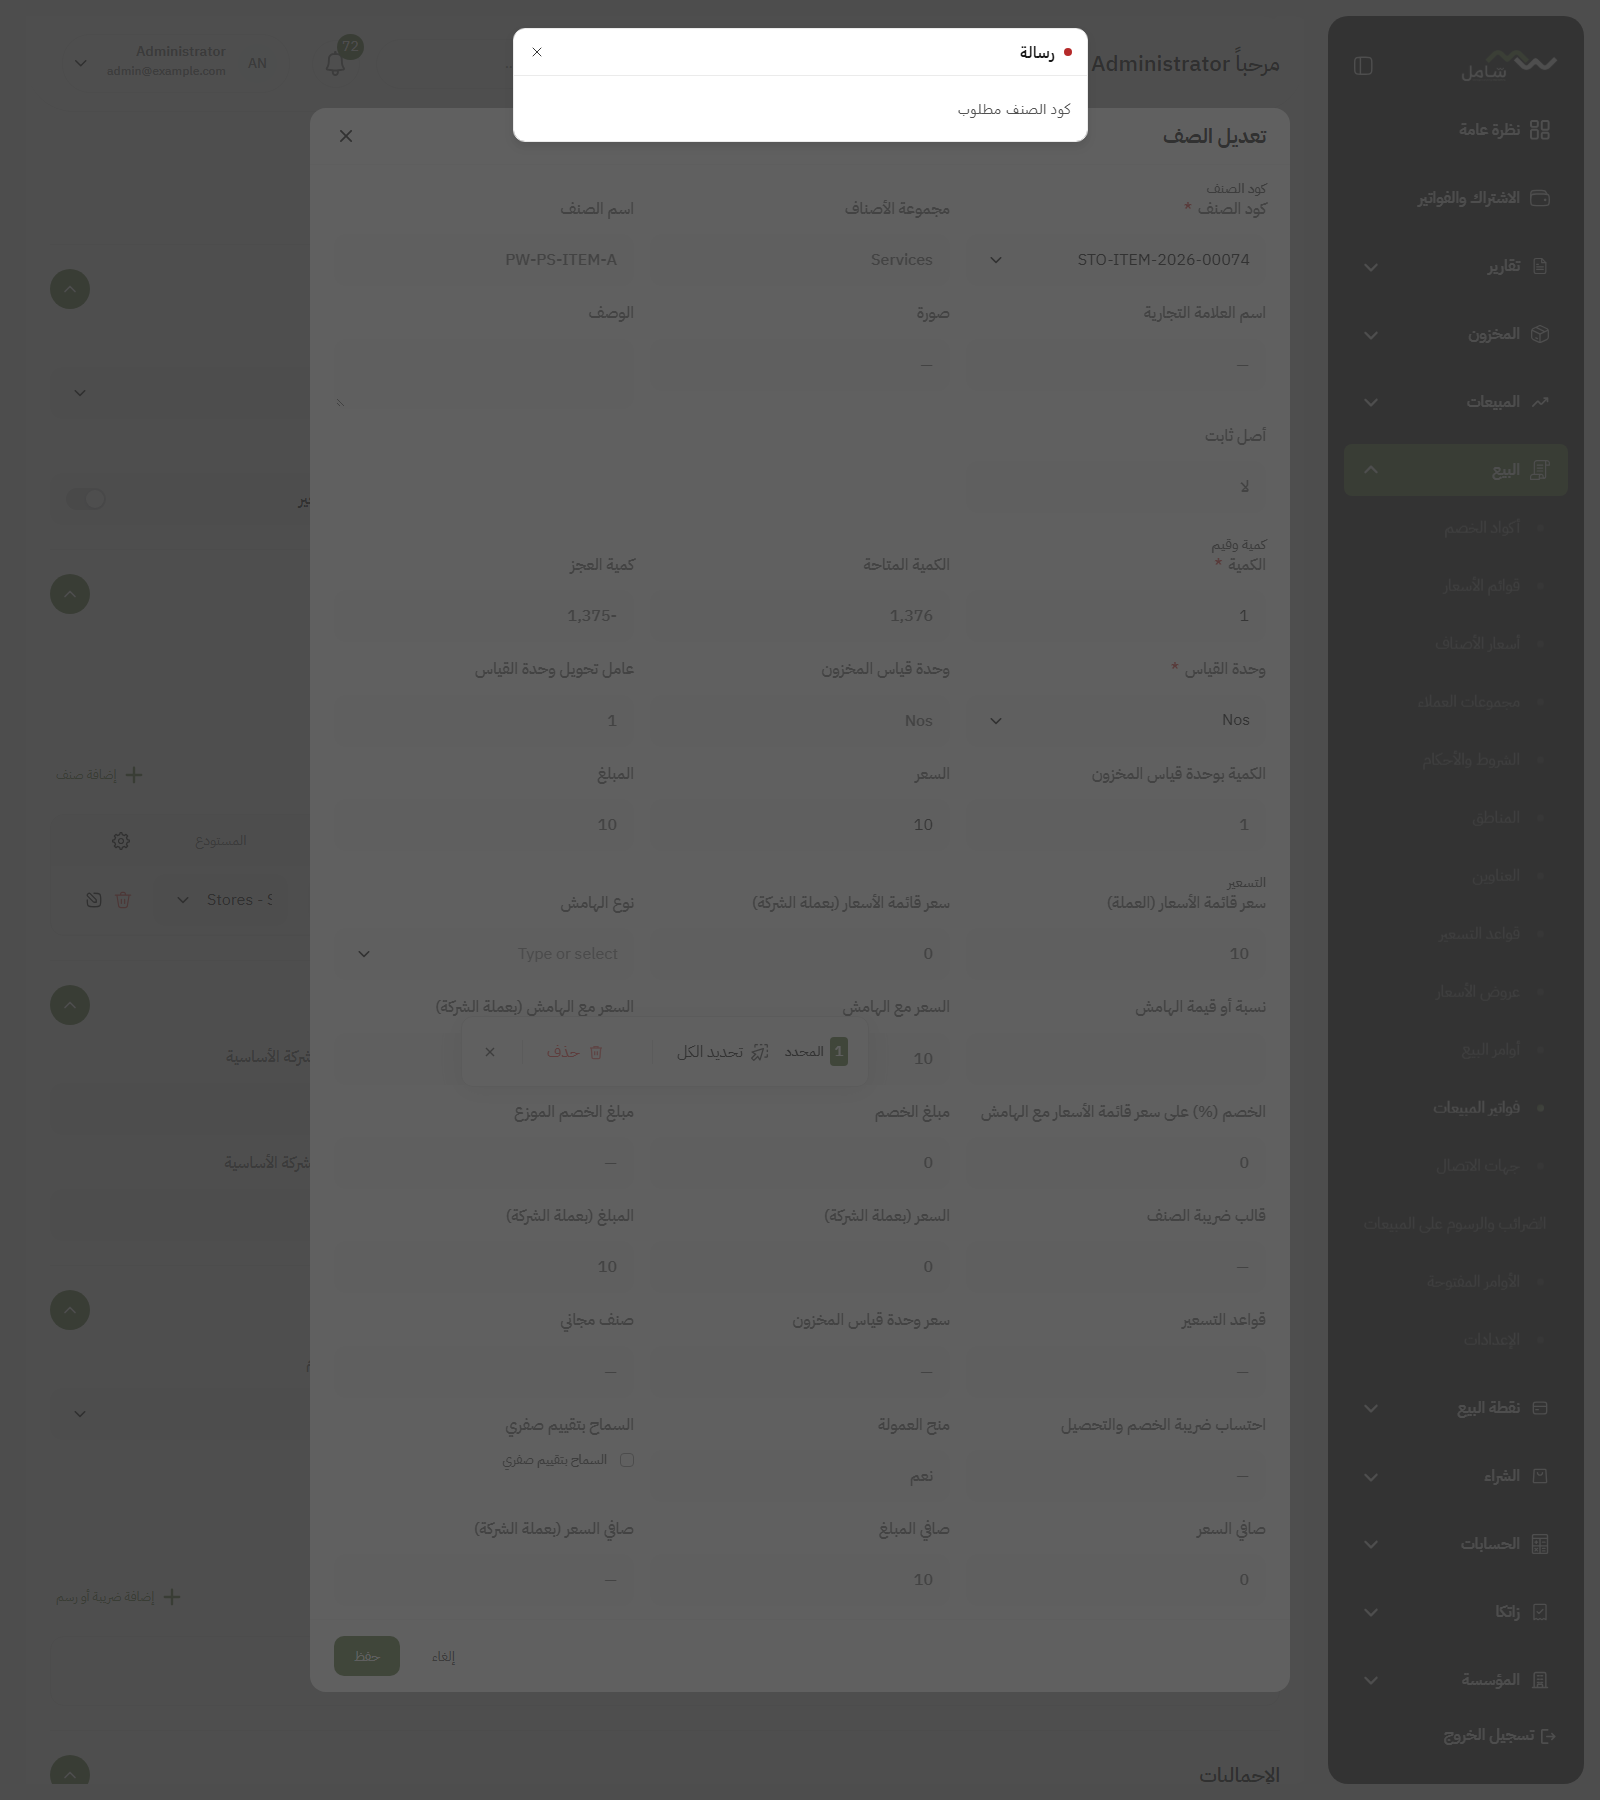 شامل
نظرة عامة
الاشتراك والفواتير
تقارير
المخزون
المبيعات
البيع
أكواد الخصم
قوائم الأسعار
أسعار الأصناف
مجموعات العملاء
الشروط والأحكام
المناطق
العناوين
قواعد التسعير
عروض الأسعار
أوامر البيع
فواتير المبيعات
جهات الاتصال
الضرائب والرسوم على المبيعات
الأوامر المفتوحة
الإعدادات
نقطة البيع
الشراء
الحسابات
زاتكا
المؤسسة
تسجيل الخروج
مرحباً Administrator
72
AN
Administrator
admin@example.com
رسالة
كود الصنف مطلوب
تعديل الصف
كود الصنف
كود الصنف * مجموعة الأصناف اسم الصنف
STO-ITEM-2026-00074 Services PW-PS-ITEM-A
اسم العلامة التجارية صورة الوصف
— —
أصل ثابت
لا
كمية وقيم
الكمية * الكمية المتاحة كمية العجز
1 1,376 1,375-
وحدة القياس * وحدة قياس المخزون عامل تحويل وحدة القياس
Nos Nos 1
الكمية بوحدة قياس المخزون السعر المبلغ
1 10 10
التسعير
سعر قائمة الأسعار (العملة) سعر قائمة الأسعار (بعملة الشركة) نوع الهامش
10 0 Type or select
نسبة أو قيمة الهامش السعر مع الهامش السعر مع الهامش (بعملة الشركة)
10
1 المحدد تحديد الكل حذف
الخصم (%) على سعر قائمة الأسعار مع الهامش مبلغ الخصم مبلغ الخصم الموزع
0 0 —
قالب ضريبة الصنف السعر (بعملة الشركة) المبلغ (بعملة الشركة)
— 0 10
قواعد التسعير سعر وحدة قياس المخزون صنف مجاني
— — —
احتساب ضريبة الخصم والتحصيل منح العمولة السماح بتقييم صفري
— نعم السماح بتقييم صفري
صافي السعر صافي المبلغ صافي السعر (بعملة الشركة)
0 10 —
إلغاء حفظ
إضافة صنف
المستودع
Stores - S
شركة الأساسية
شركة الأساسية
إضافة ضريبة أو رسم
الإجماليات